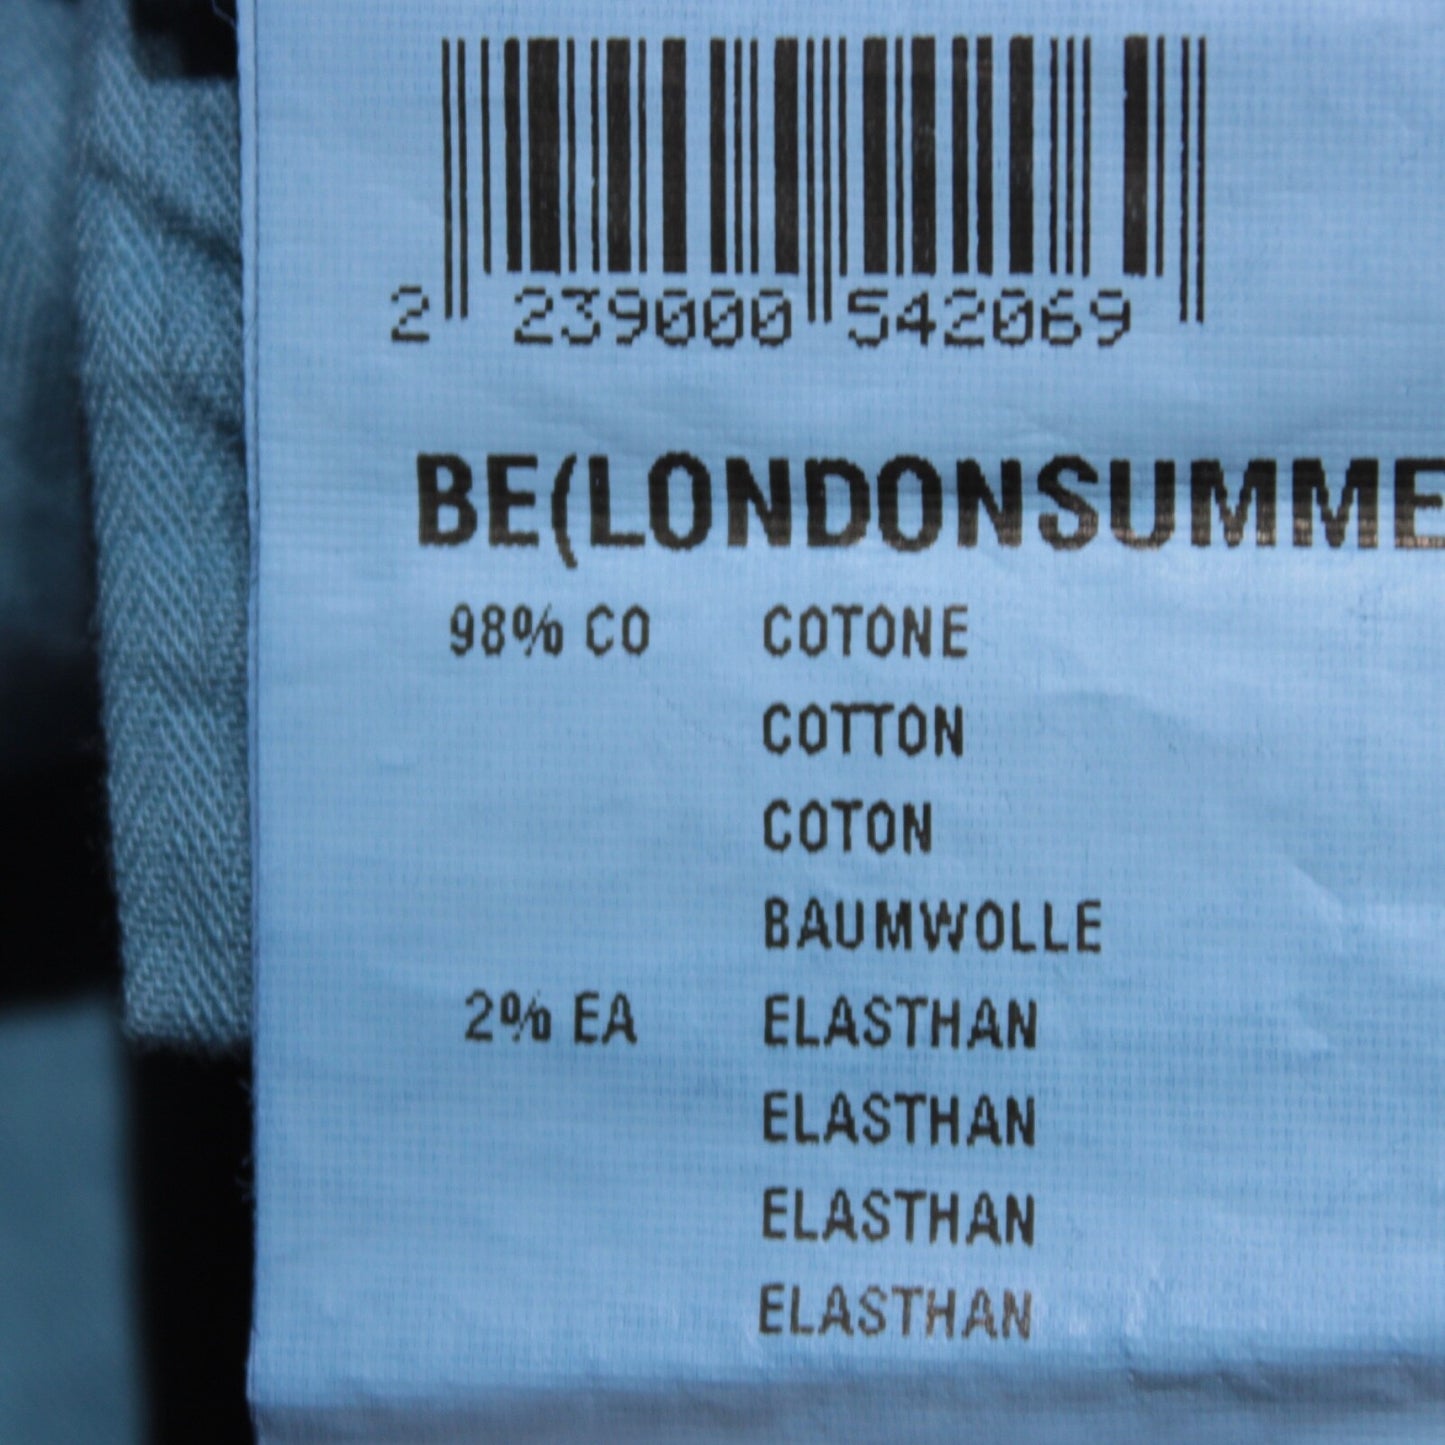 2 239000 542069
BE(LONDONSUMME
98% CO COTONE
COTTON
COTON
BAUMWOLLE
2% EA ELASTHAN
ELASTHAN
ELASTHAN
ELASTHAN